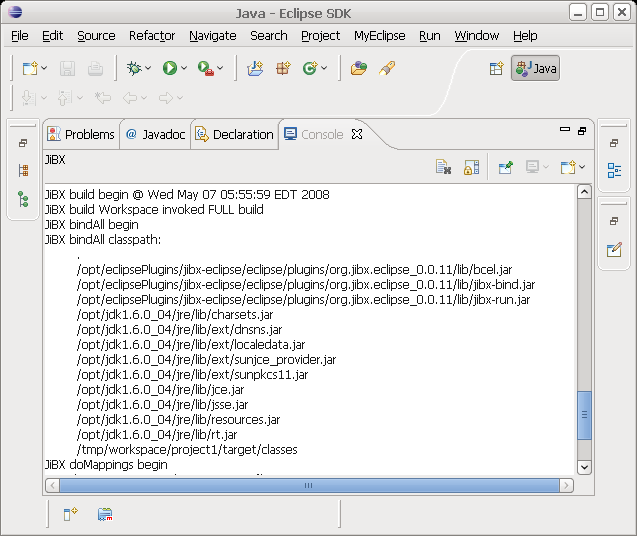 Java - Eclipse SDK
File Edit Source Refactor Navigate Search Project MyEclipse Run Window Help
Java
Problems @ Javadoc Declaration Console
JiBX
JiBX build begin @ Wed May 07 05:55:59 EDT 2008
JiBX build Workspace invoked FULL build
JiBX bindAll begin
JiBX bindAll classpath:
.
/opt/eclipsePlugins/jibx-eclipse/eclipse/plugins/org.jibx.eclipse_0.0.11/lib/bcel.jar
/opt/eclipsePlugins/jibx-eclipse/eclipse/plugins/org.jibx.eclipse_0.0.11/lib/jibx-bind.jar
/opt/eclipsePlugins/jibx-eclipse/eclipse/plugins/org.jibx.eclipse_0.0.11/lib/jibx-run.jar
/opt/jdk1.6.0_04/jre/lib/charsets.jar
/opt/jdk1.6.0_04/jre/lib/ext/dnsns.jar
/opt/jdk1.6.0_04/jre/lib/ext/localedata.jar
/opt/jdk1.6.0_04/jre/lib/ext/sunjce_provider.jar
/opt/jdk1.6.0_04/jre/lib/ext/sunpkcs11.jar
/opt/jdk1.6.0_04/jre/lib/jce.jar
/opt/jdk1.6.0_04/jre/lib/jsse.jar
/opt/jdk1.6.0_04/jre/lib/resources.jar
/opt/jdk1.6.0_04/jre/lib/rt.jar
/tmp/workspace/project1/target/classes
JiBX doMappings begin